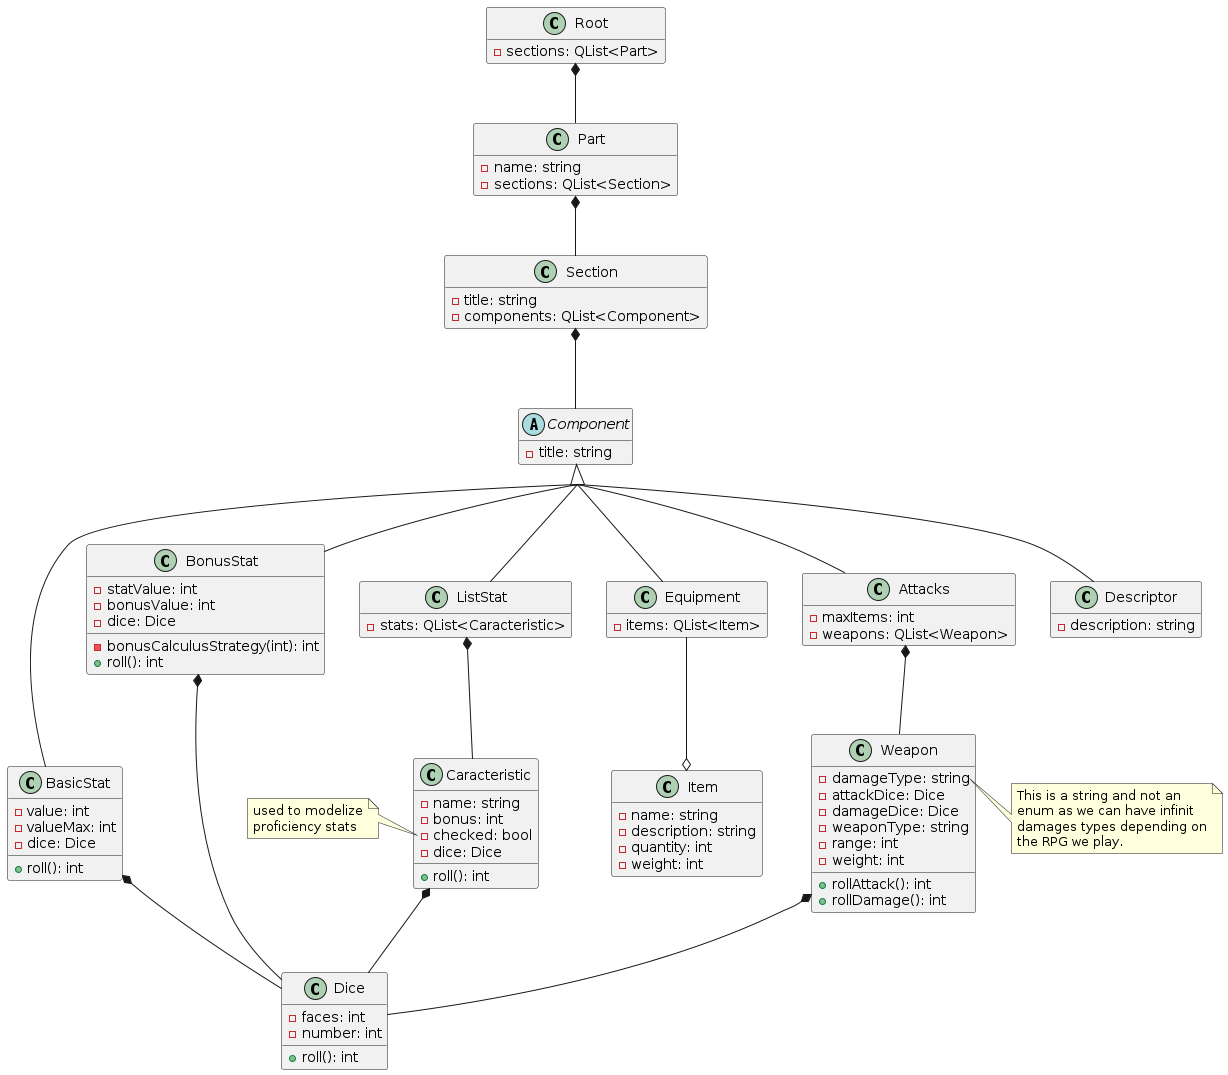 C Root
sections: QList<Part>
C Part
name: string
sections: QList<Section>
C Section
title: string
components: QList<Component>
A Component
title: string
C BonusStat
statValue: int
bonusValue: int
dice: Dice
bonusCalculusStrategy(int): int
roll(): int
C ListStat
stats: QList<Caracteristic>
C Equipment
items: QList<Item>
C Attacks
maxItems: int
weapons: QList<Weapon>
C Descriptor
description: string
C BasicStat
value: int
valueMax: int
dice: Dice
roll(): int
used to modelize
proficiency stats
C Caracteristic
name: string
bonus: int
checked: bool
dice: Dice
roll(): int
C Item
name: string
description: string
quantity: int
weight: int
C Weapon
damageType: string
attackDice: Dice
damageDice: Dice
weaponType: string
range: int
weight: int
rollAttack(): int
rollDamage(): int
This is a string and not an
enum as we can have infinit
damages types depending on
the RPG we play.
C Dice
faces: int
number: int
roll(): int